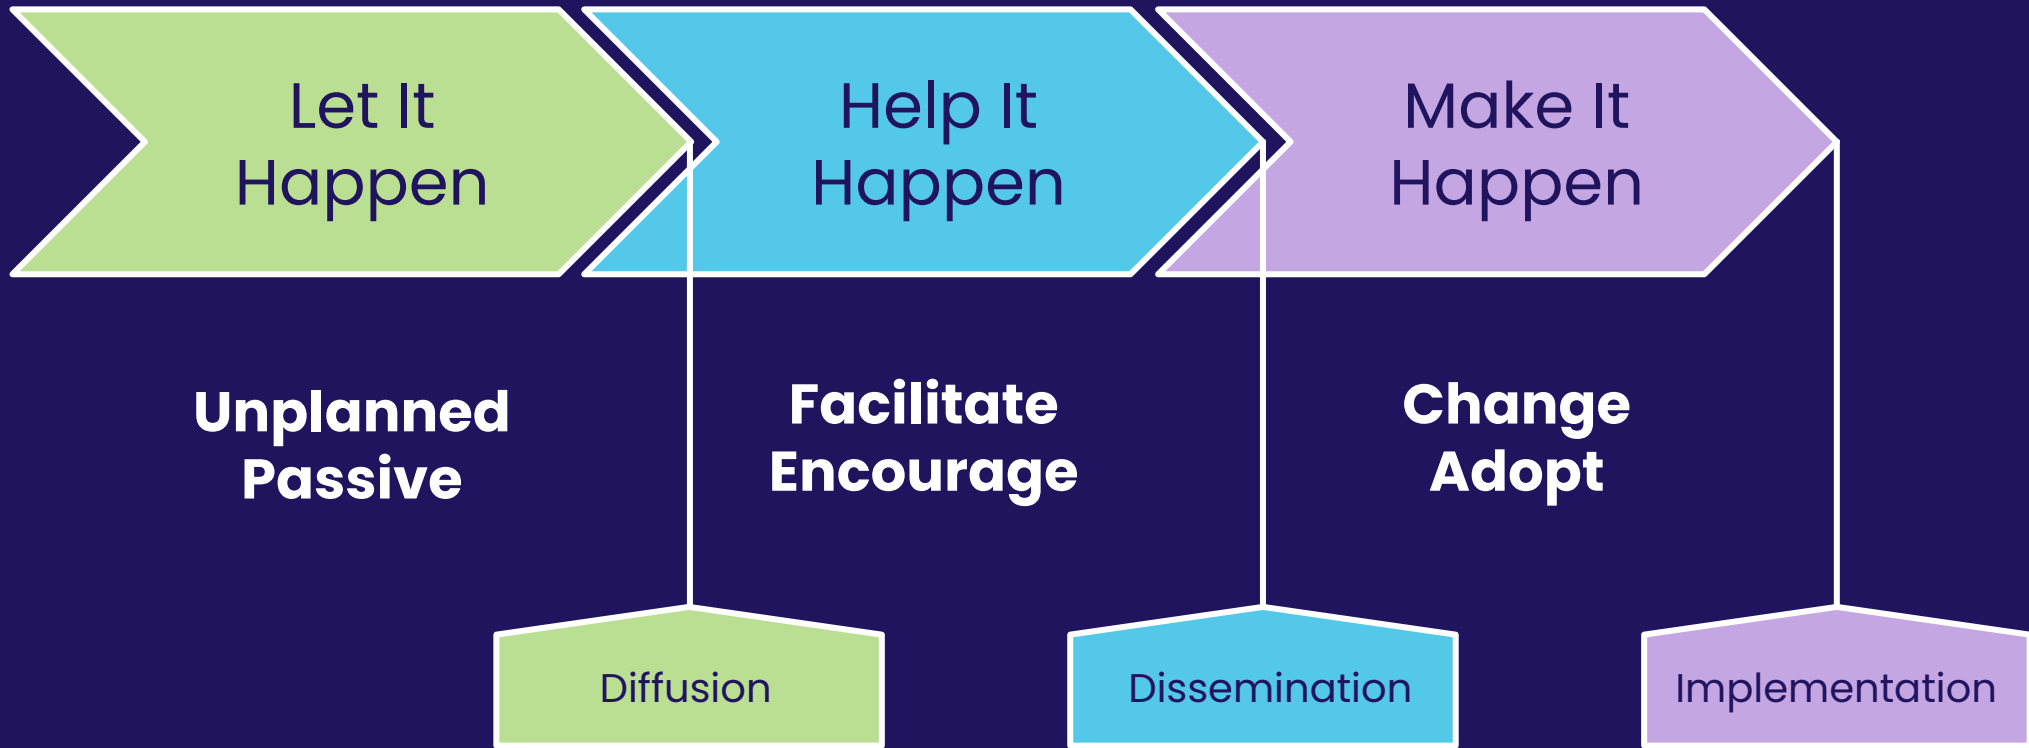 Let It
Happen
Help It
Happen
Make It
Happen
Unplanned
Passive
Facilitate
Encourage
Change
Adopt
Diffusion
Dissemination
Implementation